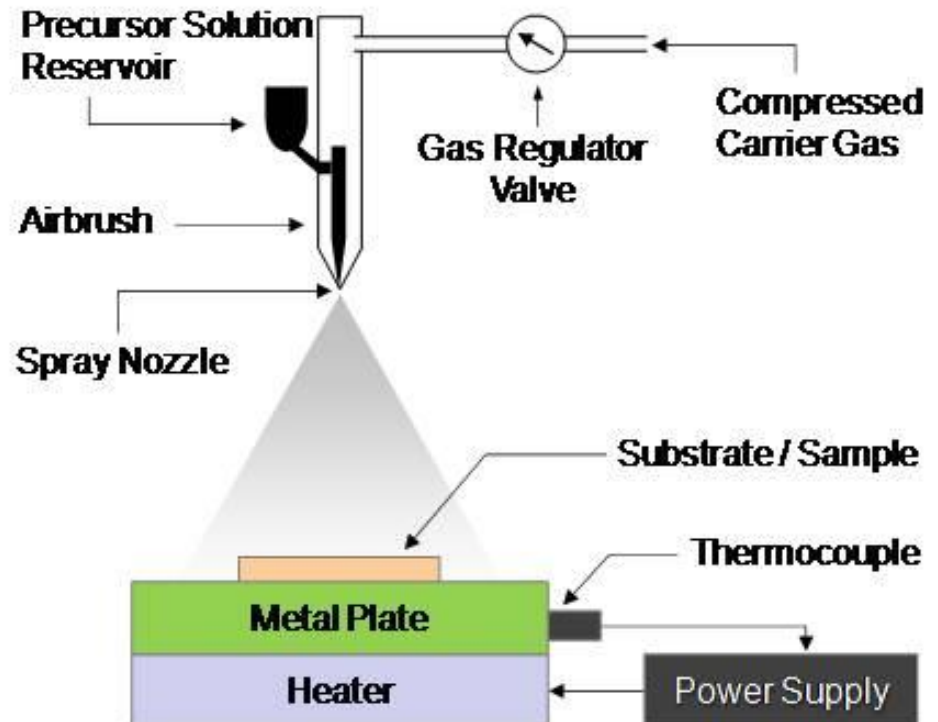 Precursor Solution
Reservoir
Compressed
Carrier Gas
Gas Regulator
Valve
Airbrush
Spray Nozzle
Substrate / Sample
Thermocouple
Metal Plate
Heater
Power Supply